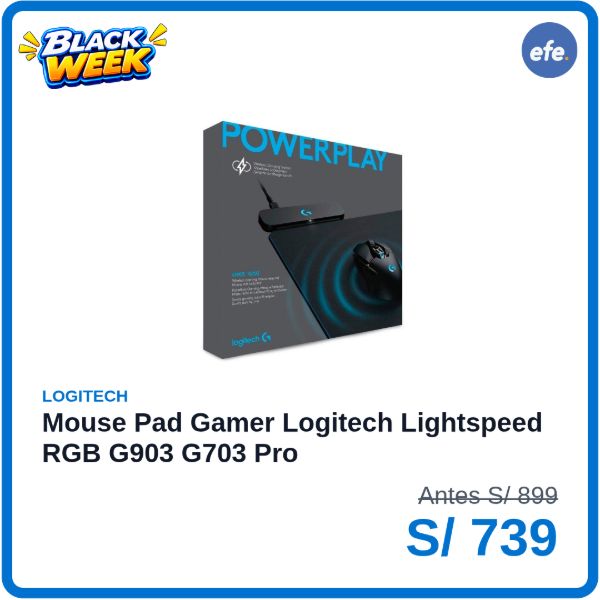 BLACK
WEEK
efe.
POWERPLAY
logitech G
LOGITECH
Mouse Pad Gamer Logitech Lightspeed
RGB G903 G703 Pro
Antes S/ 899
S/ 739